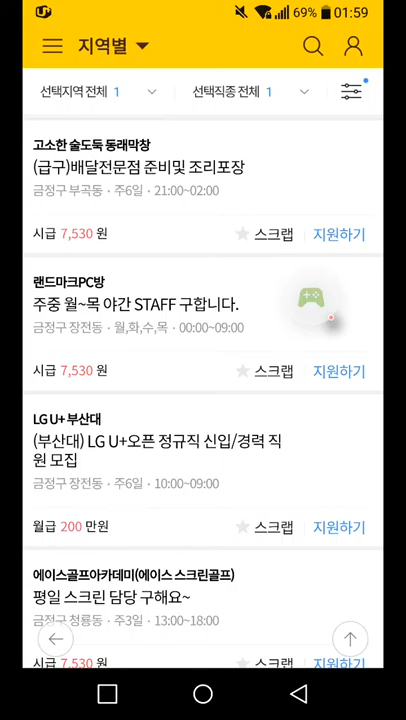 69% 01:59
지역별
선택지역 전체 1 선택직종 전체 1
고소한 술도둑 동래막창
(급구)배달전문점 준비및 조리포장
금정구 부곡동 · 주6일 · 21:00~02:00
시급 7,530 원 스크랩 지원하기
랜드마크PC방
주중 월~목 야간 STAFF 구합니다.
금정구 장전동 · 월,화,수,목 · 00:00~09:00
시급 7,530 원 스크랩 지원하기
LG U+ 부산대
(부산대) LG U+오픈 정규직 신입/경력 직
원 모집
금정구 장전동 · 주6일 · 10:00~09:00
월급 200 만원 스크랩 지원하기
에이스골프아카데미(에이스 스크린골프)
평일 스크린 담당 구해요~
금정구 청룡동 · 주3일 · 13:00~18:00
시급 7,530 원 스크랩 지원하기